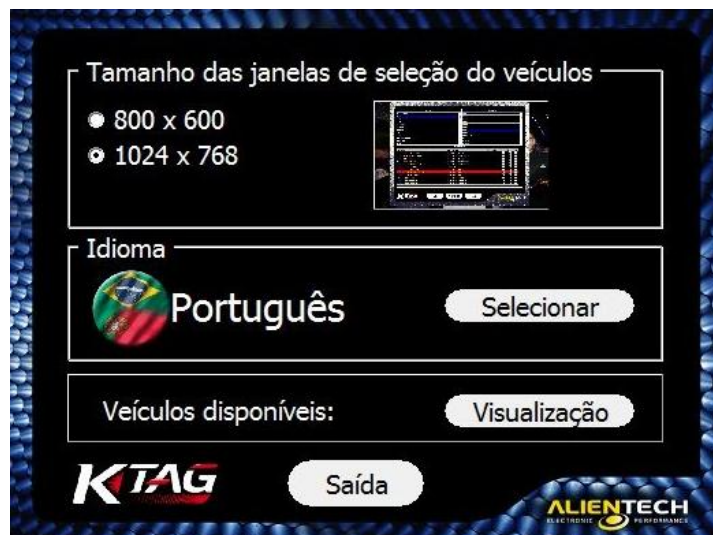 Tamanho das janelas de seleção do veículos
800 x 600
1024 x 768
Idioma
Português
Selecionar
Veículos disponíveis:
Visualização
KTAG
Saída
ALIENTECH
ELECTRONIC PERFORMANCE